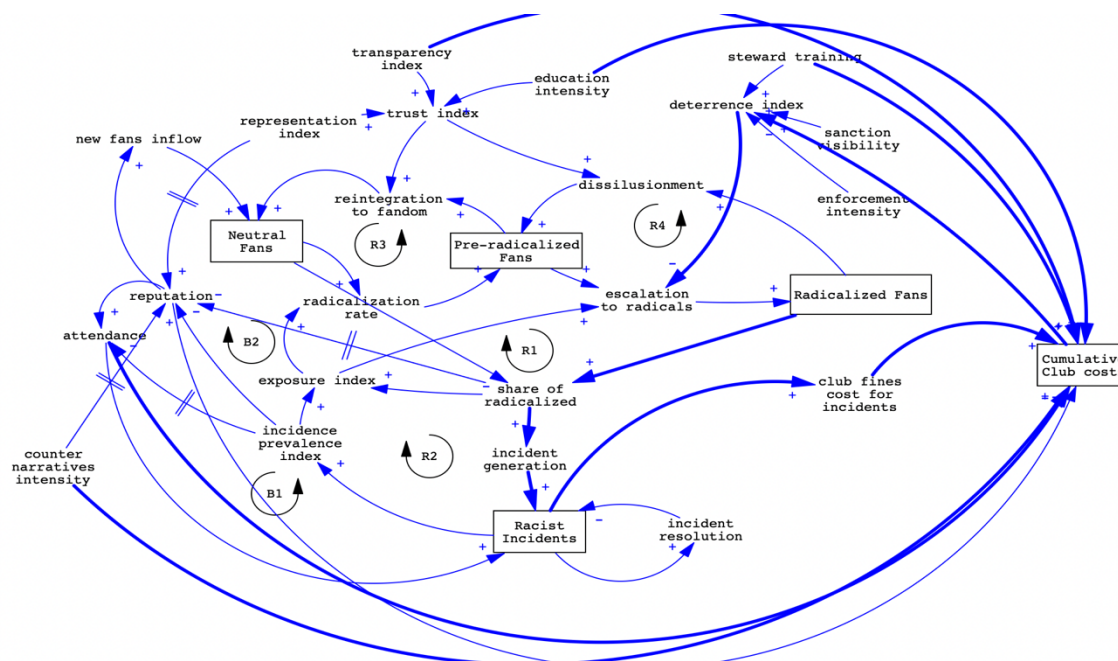 transparency
index
steward training
education
intensity
deterrence index
representation
index
trust index
new fans inflow
sanction
visibility
dissilusionment
reintegration
to fandom
enforcement
intensity
R4
Neutral
Fans
R3
Pre-radicalized
Fans
reputation
radicalization
rate
escalation
to radicals
Radicalized Fans
attendance
B2
R1
Cumulativ
Club cost
exposure index
share of
radicalized
club fines
cost for
incidents
incidence
prevalence
index
R2
incident
generation
counter
narratives
intensity
B1
Racist
Incidents
incident
resolution